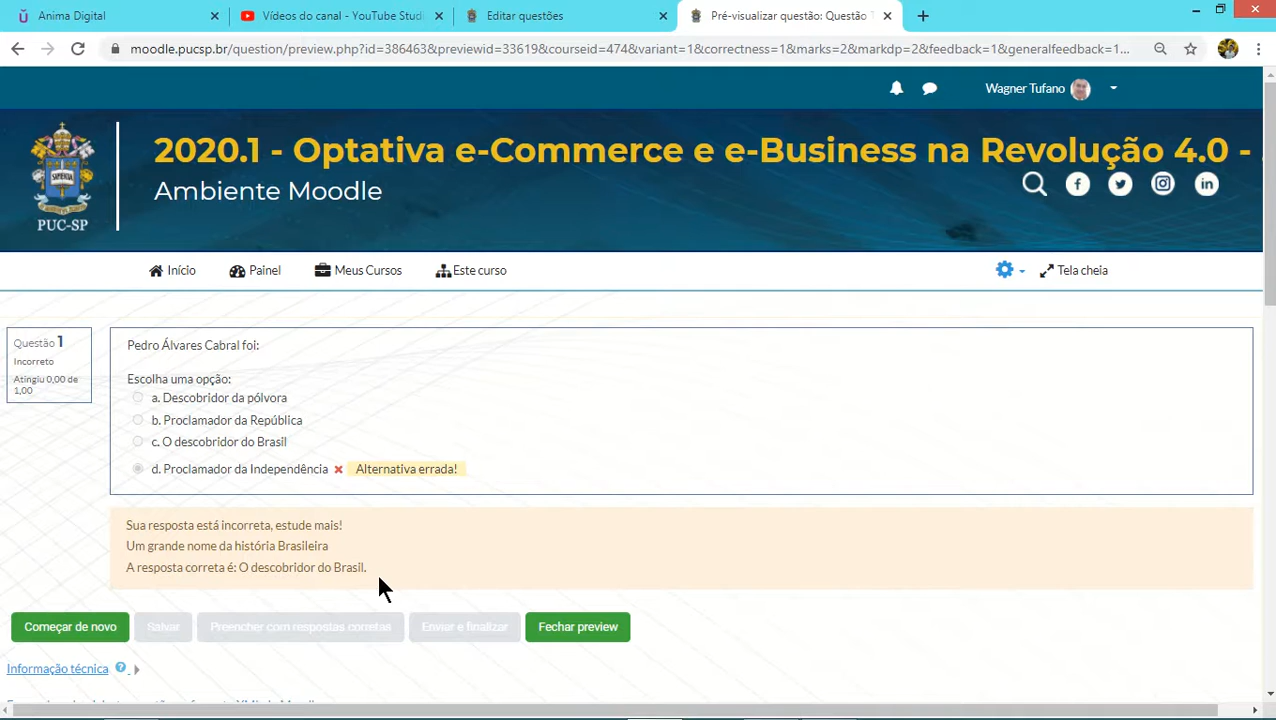 Anima Digital
Vídeos do canal - YouTube Stud
Editar questões
Pré-visualizar questão: Questão
moodle.pucsp.br/question/preview.php?id=386463&previewid=33619&courseid=474&variant=1&correctness=1&marks=2&markdp=2&feedback=1&generalfeedback=1...
Wagner Tufano
2020.1 - Optativa e-Commerce e e-Business na Revolução 4.0 -
Ambiente Moodle
PUC-SP
Início
Painel
Meus Cursos
Este curso
Tela cheia
Questão 1
Incorreto
Atingiu 0,00 de
1,00
Pedro Álvares Cabral foi:
Escolha uma opção:
a. Descobridor da pólvora
b. Proclamador da República
c. O descobridor do Brasil
d. Proclamador da Independência
Alternativa errada!
Sua resposta está incorreta, estude mais!
Um grande nome da história Brasileira
A resposta correta é: O descobridor do Brasil.
Começar de novo
Salvar
Preencher com respostas corretas
Enviar e finalizar
Fechar preview
Informação técnica